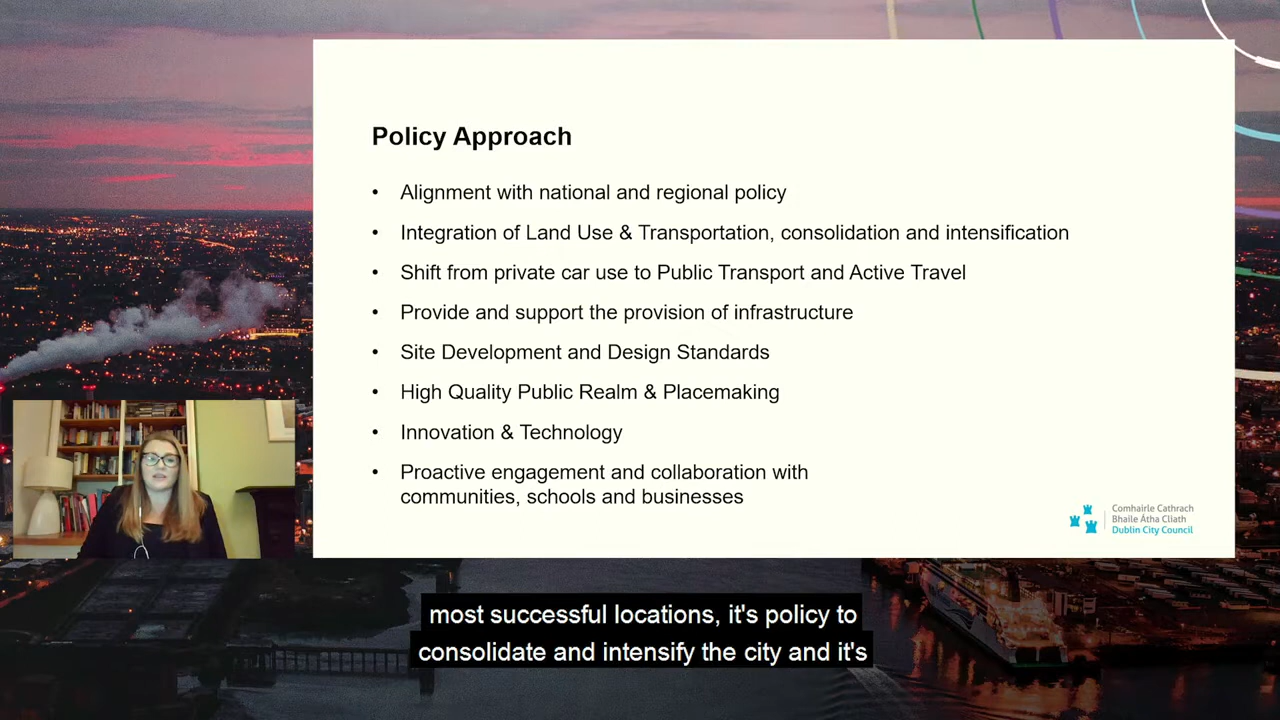 Policy Approach
• Alignment with national and regional policy
• Integration of Land Use & Transportation, consolidation and intensification
• Shift from private car use to Public Transport and Active Travel
• Provide and support the provision of infrastructure
• Site Development and Design Standards
• High Quality Public Realm & Placemaking
• Innovation & Technology
• Proactive engagement and collaboration with
communities, schools and businesses
Comhairle Cathrach
Bhaile Átha Cliath
Dublin City Council
most successful locations, it's policy to
consolidate and intensify the city and it's